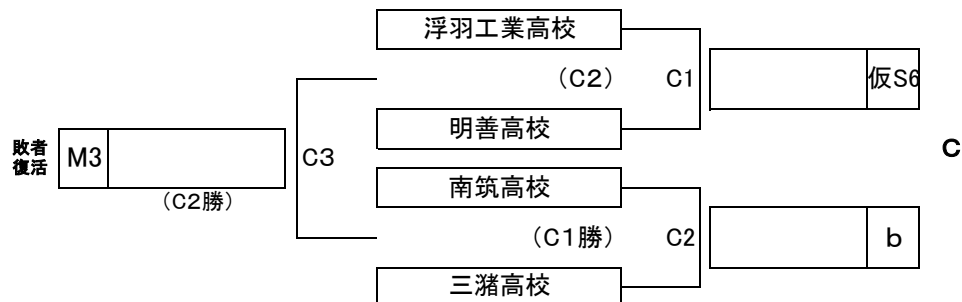 浮羽工業高校
(C2) C1 仮S6
明善高校
敗者
復活 M3 C3 C
南筑高校
(C2勝)
(C1勝) C2 b
三潴高校